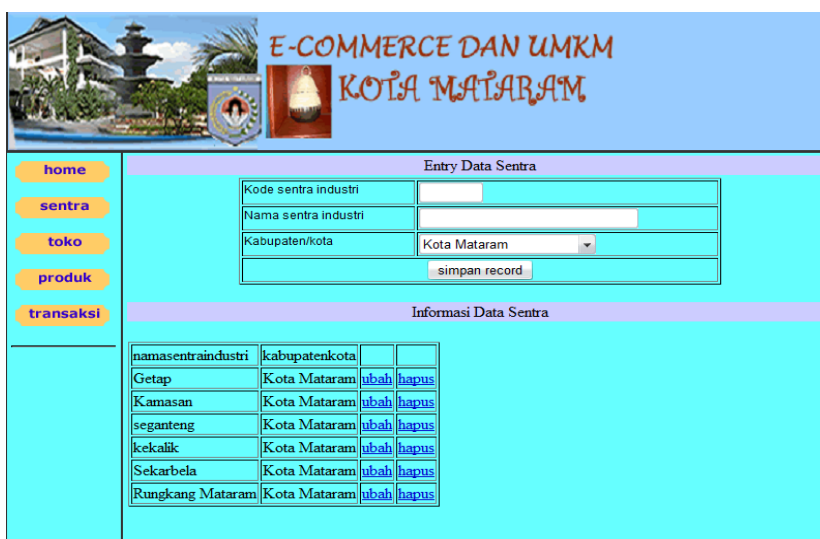 E-COMMERCE DAN UMKM
KOTA MATARAM
home
sentra
toko
produk
transaksi
Entry Data Sentra
Kode sentra industri
Nama sentra industri
Kabupaten/kota Kota Mataram
simpan record
Informasi Data Sentra
namasentraindustri kabupatenkota
Getap Kota Mataram ubah hapus
Kamasan Kota Mataram ubah hapus
seganteng Kota Mataram ubah hapus
kekalik Kota Mataram ubah hapus
Sekarbela Kota Mataram ubah hapus
Rungkang Mataram Kota Mataram ubah hapus